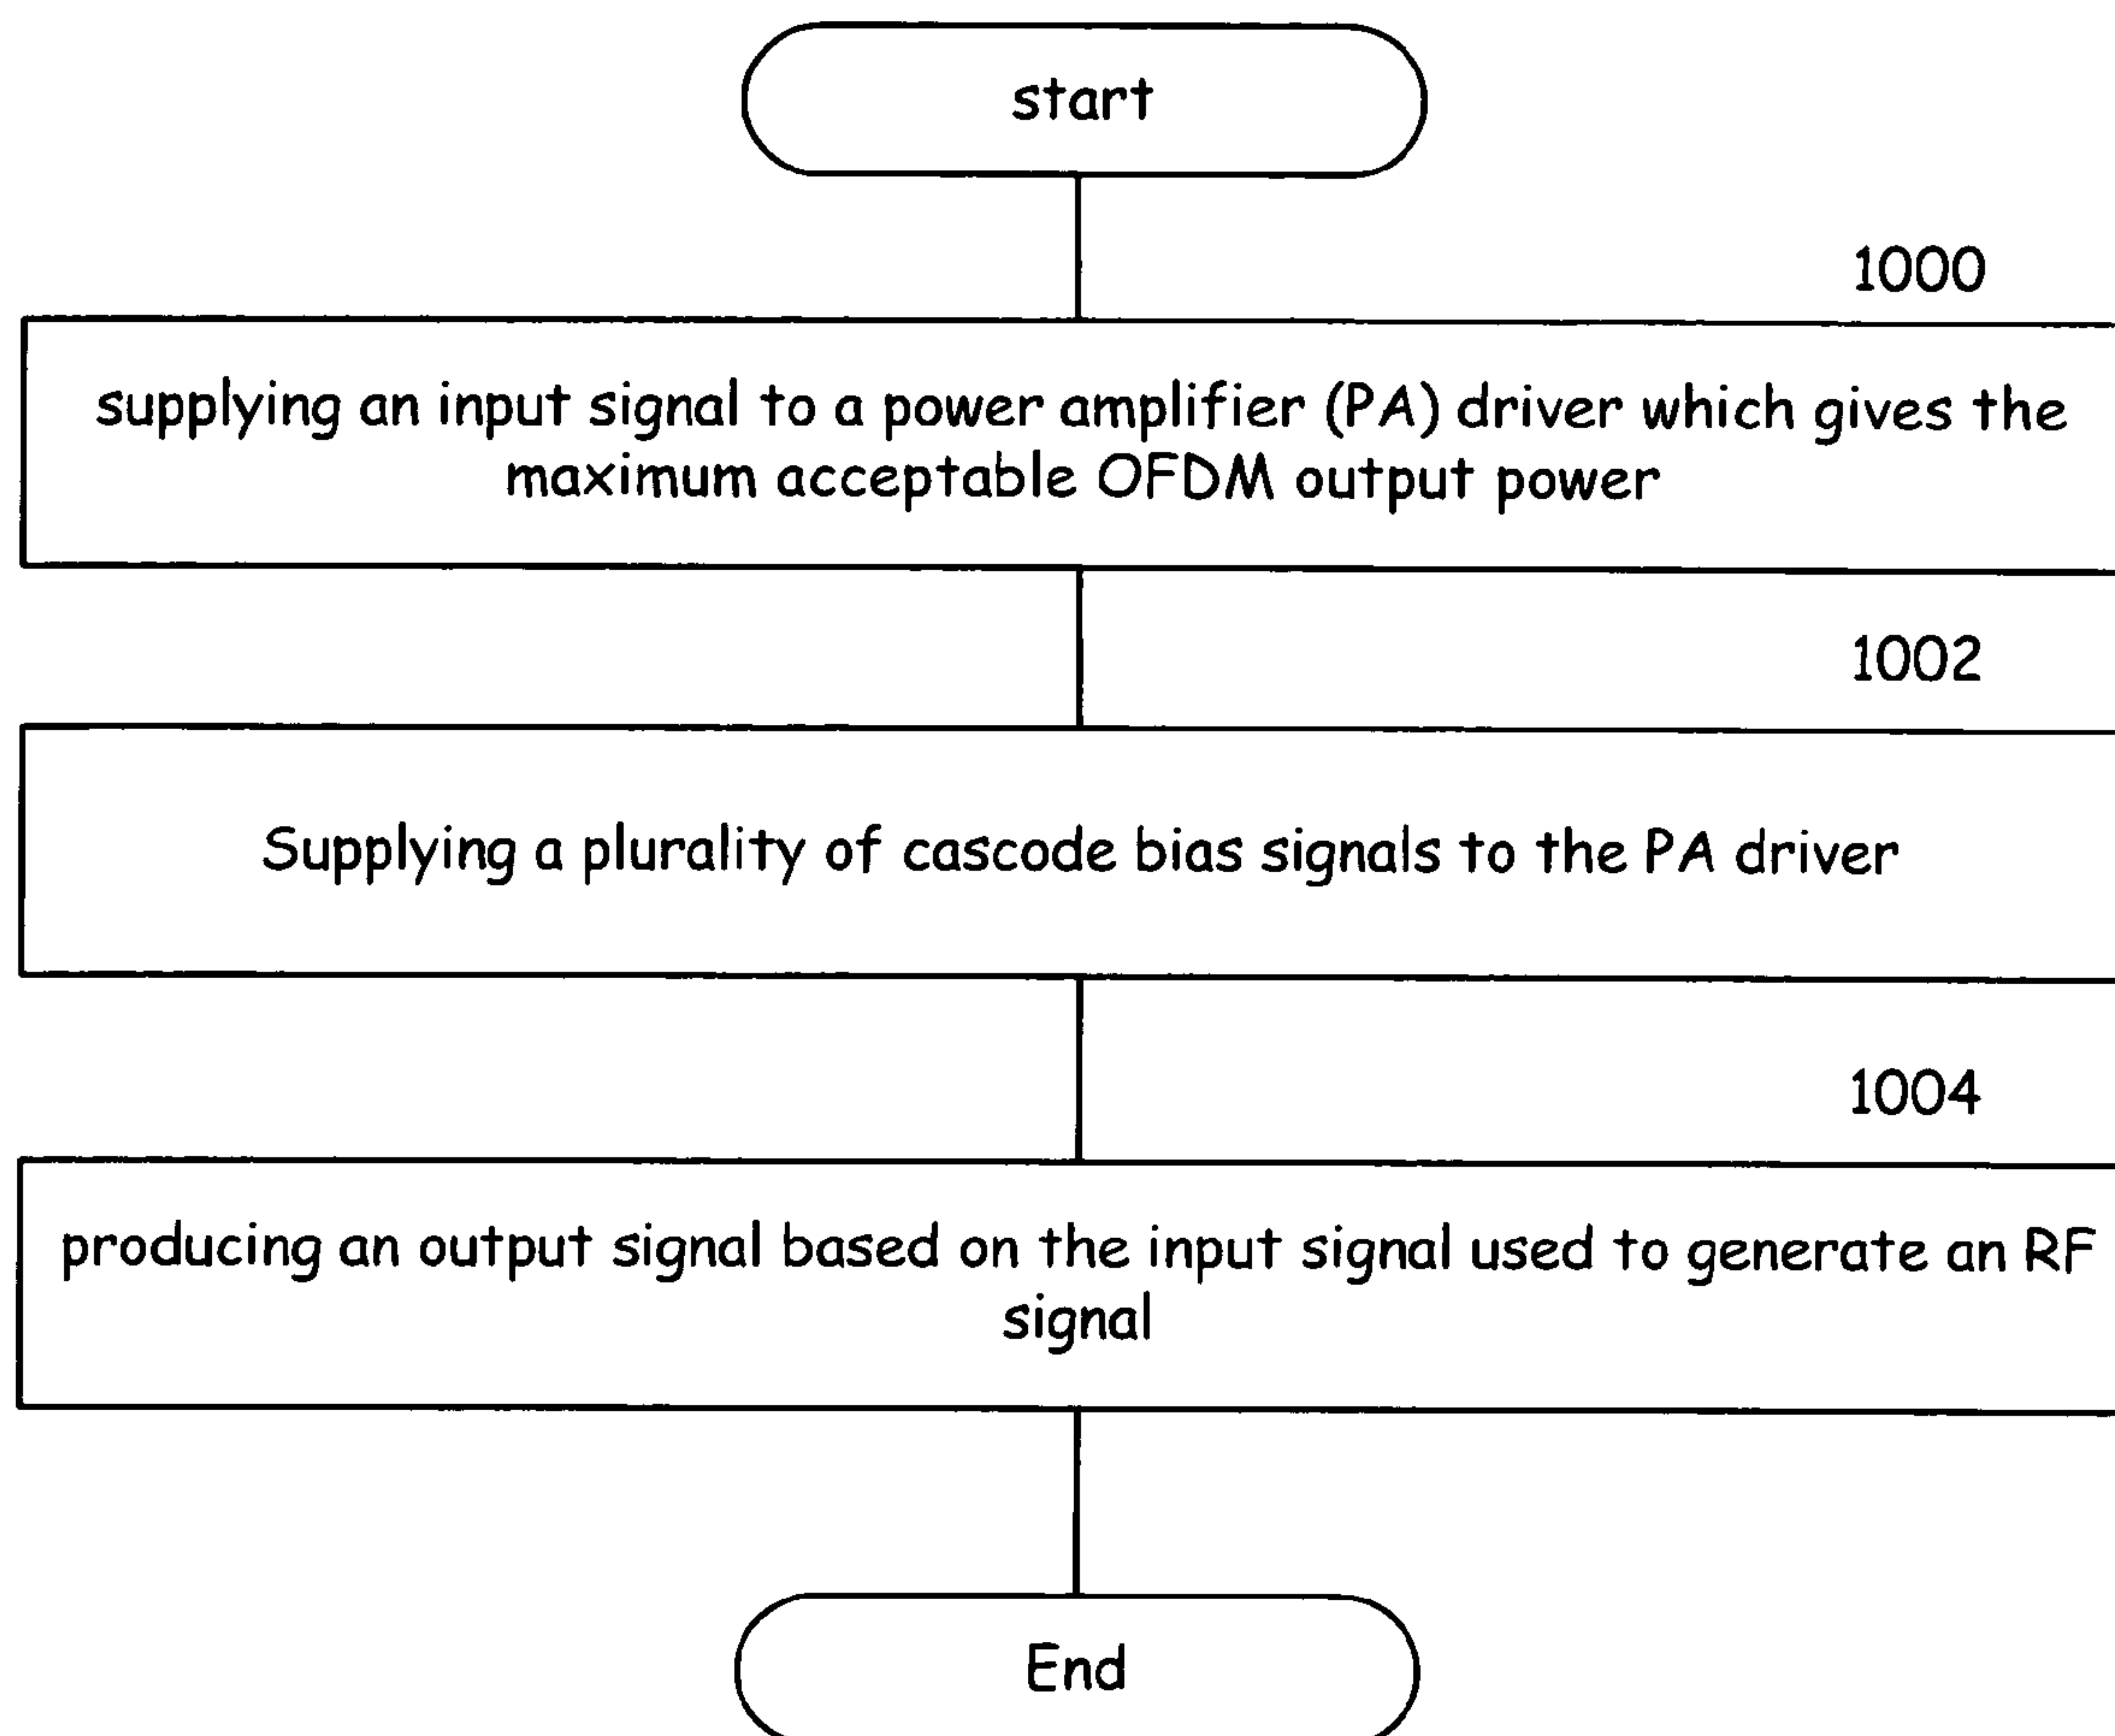 start
1000
supplying an input signal to a power amplifier (PA) driver which gives the
maximum acceptable OFDM output power
1002
Supplying a plurality of cascode bias signals to the PA driver
1004
producing an output signal based on the input signal used to generate an RF
signal
End